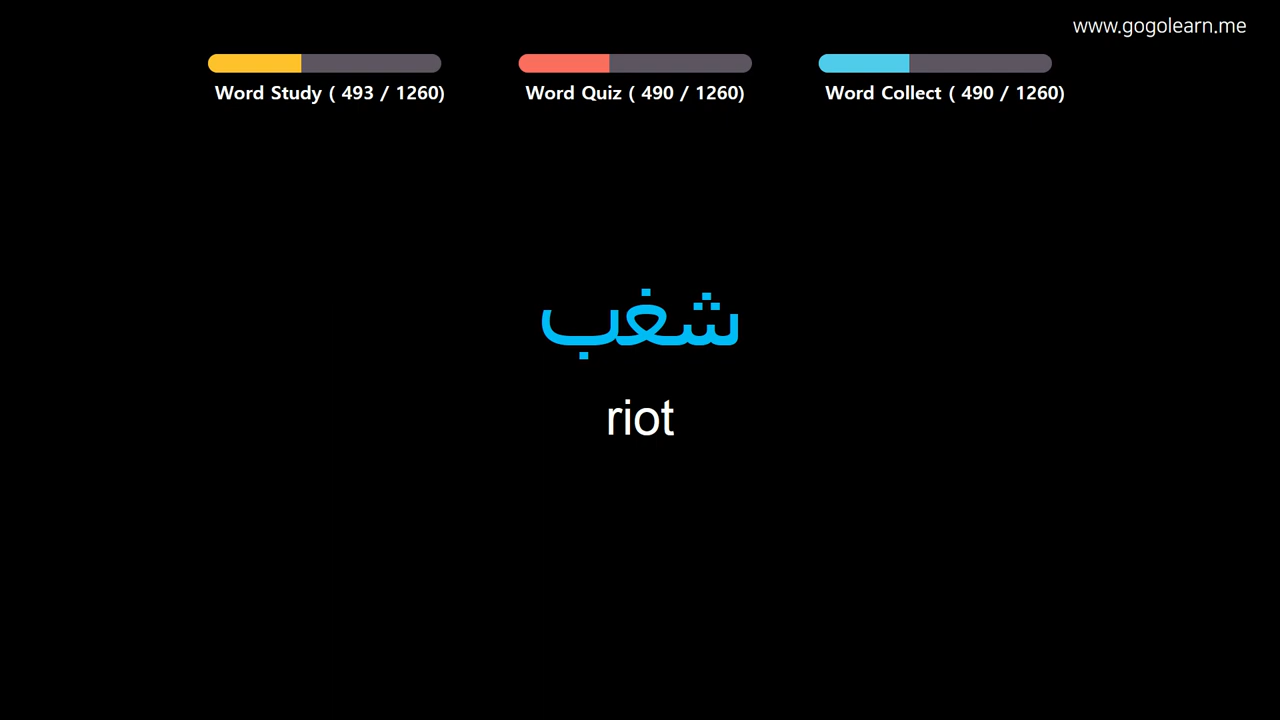 www.gogolearn.me
Word Study ( 493 / 1260)
Word Quiz ( 490 / 1260)
Word Collect ( 490 / 1260)
شغب
riot